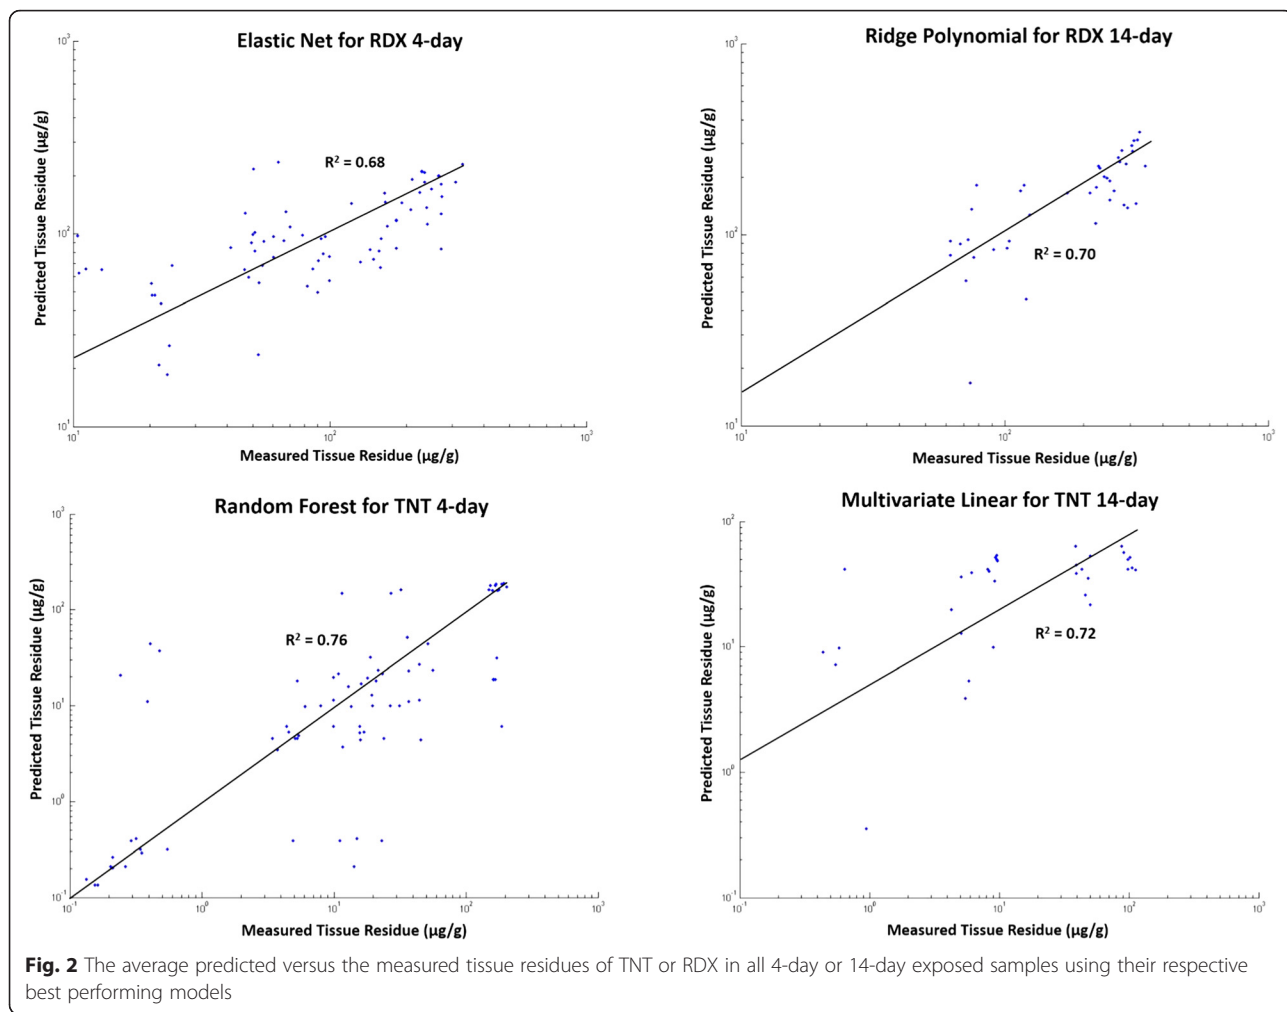 Elastic Net for RDX 4-day
10³
10²
10¹
Predicted Tissue Residue (µg/g)
R² = 0.68
10¹ 10² 10³
Measured Tissue Residue (µg/g)
Ridge Polynomial for RDX 14-day
10³
10²
10¹
Predicted Tissue Residue (µg/g)
R² = 0.70
10¹ 10² 10³
Measured Tissue Residue (µg/g)
Random Forest for TNT 4-day
10³
10²
10¹
10⁰
10⁻¹
Predicted Tissue Residue (µg/g)
R² = 0.76
10⁻¹ 10⁰ 10¹ 10² 10³
Measured Tissue Residue (µg/g)
Multivariate Linear for TNT 14-day
10²
10¹
10⁰
10⁻¹
Predicted Tissue Residue (µg/g)
R² = 0.72
10⁻¹ 10⁰ 10¹ 10² 10³
Measured Tissue Residue (µg/g)
Fig. 2 The average predicted versus the measured tissue residues of TNT or RDX in all 4-day or 14-day exposed samples using their respective
best performing models